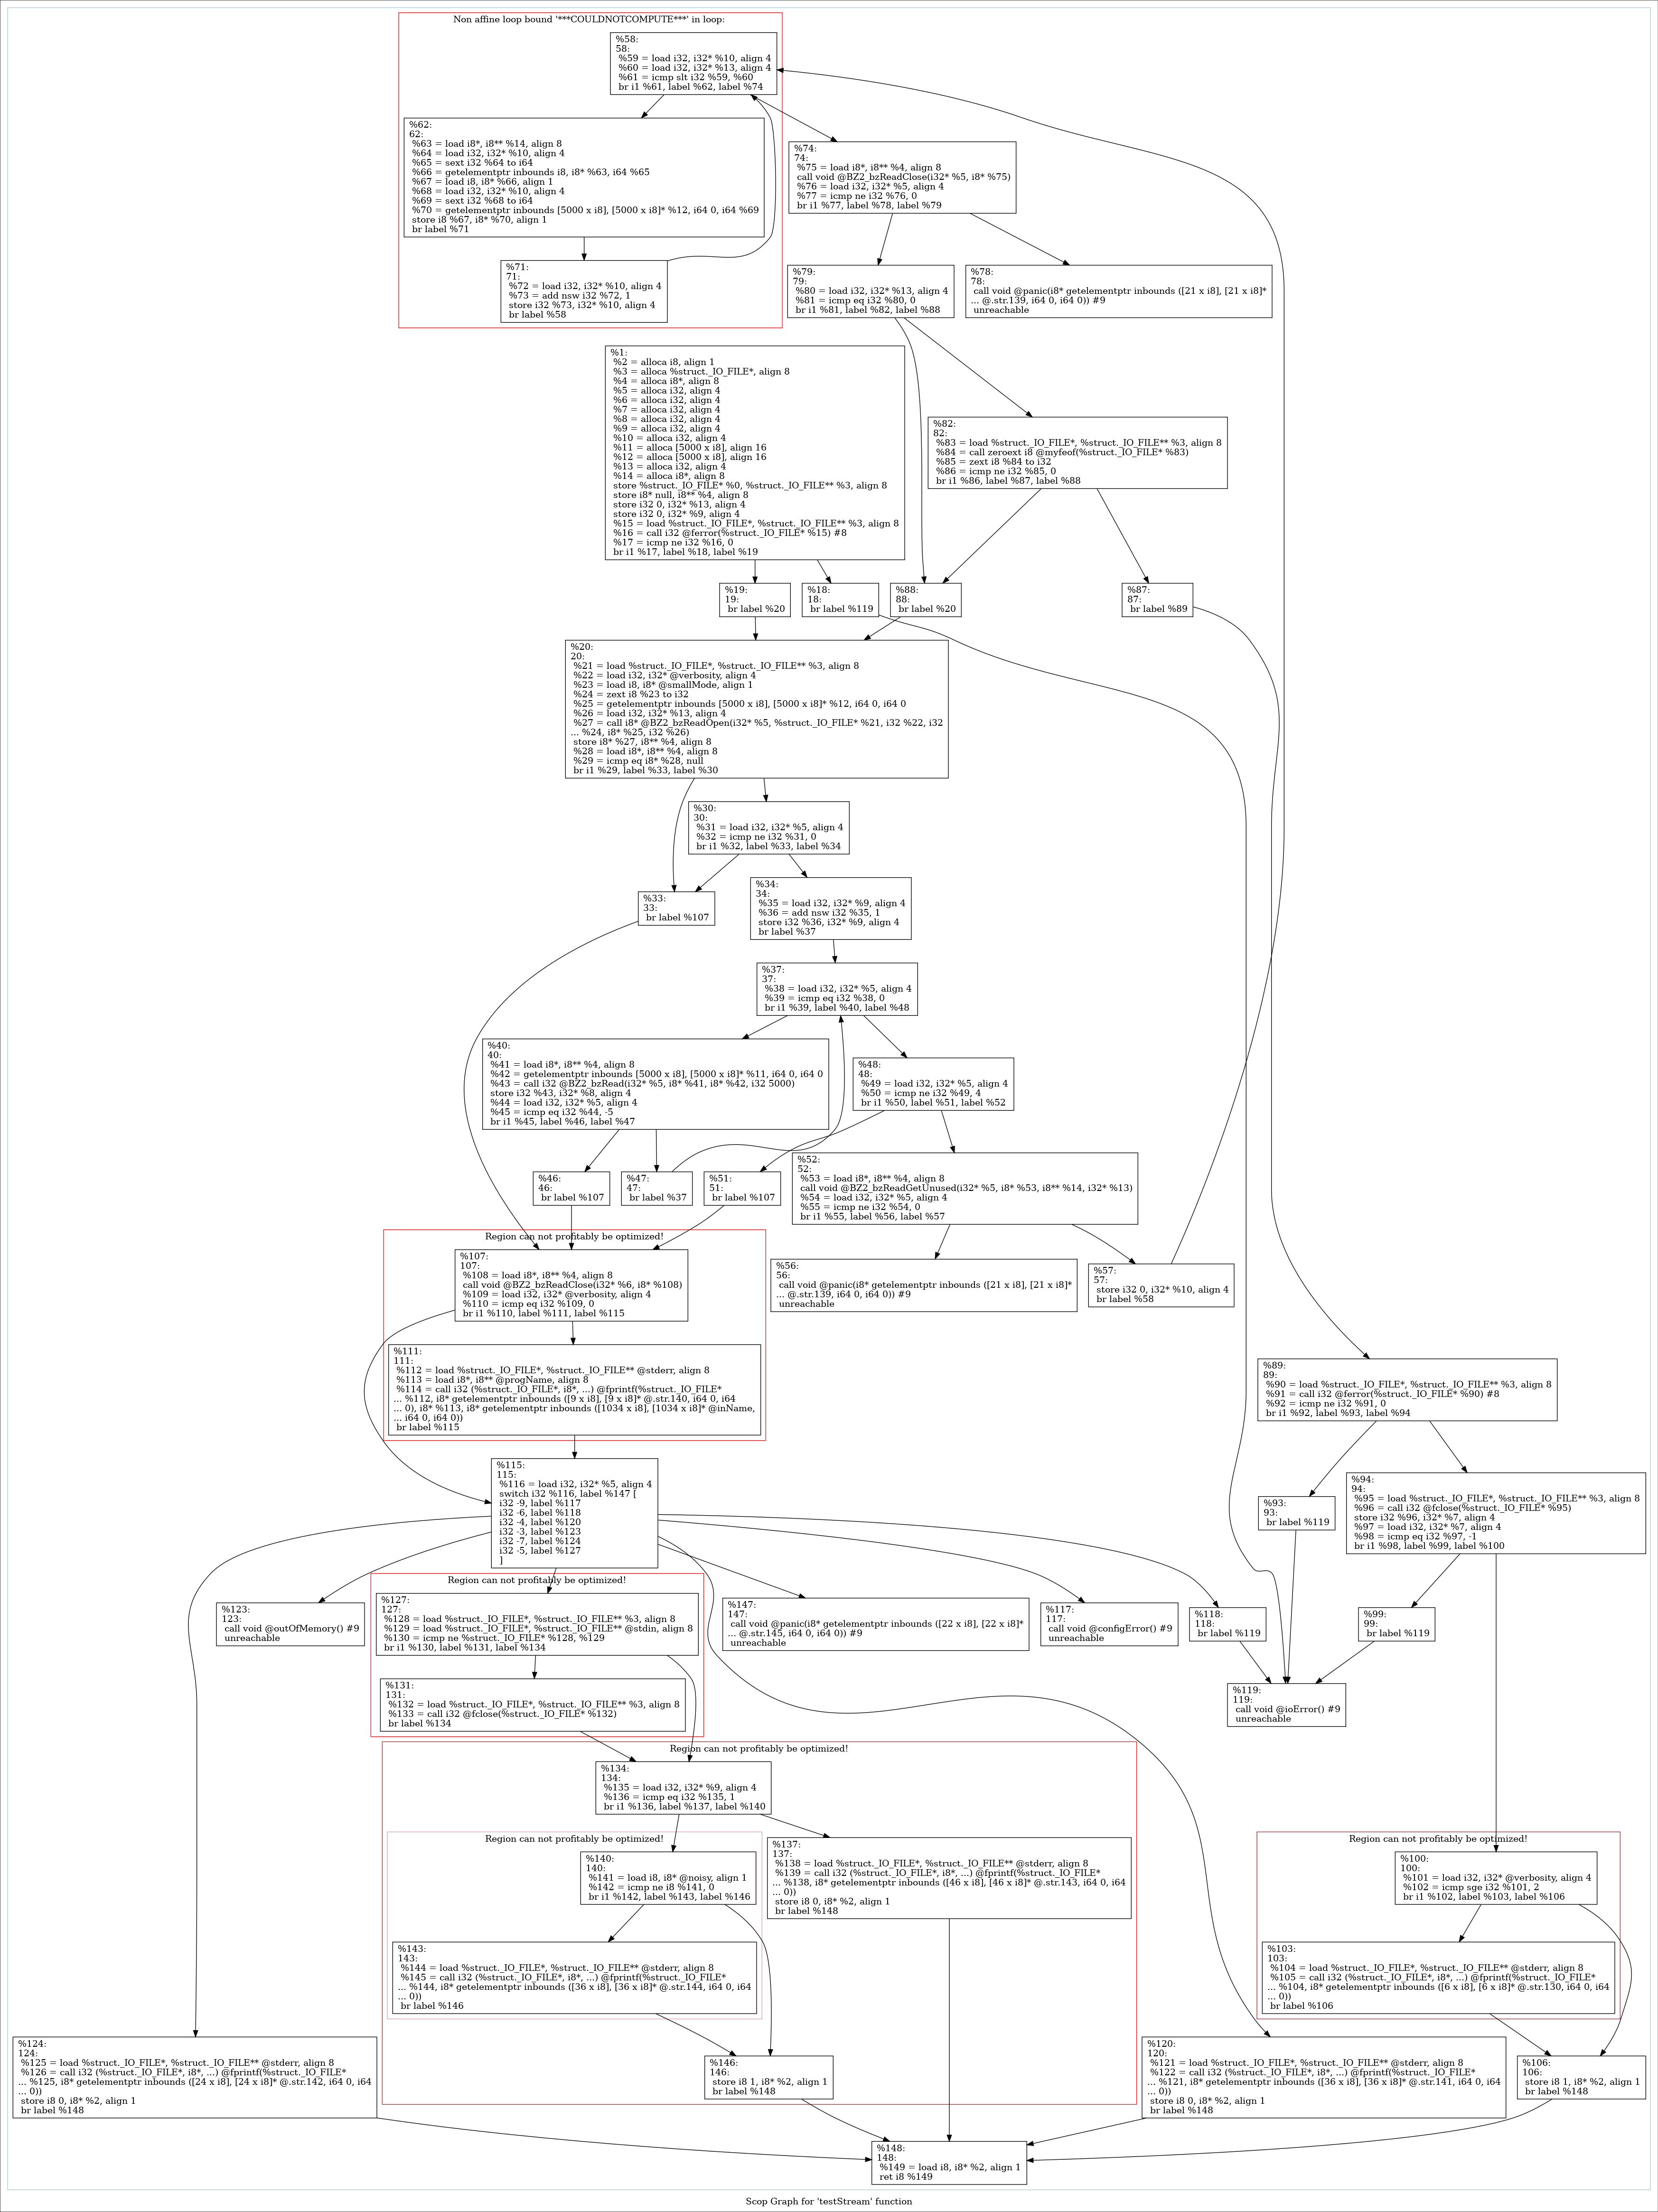 Non affine loop bound '***COULDNOTCOMPUTE***' in loop:
%58:
58:
%59 = load i32, i32* %10, align 4
%60 = load i32, i32* %13, align 4
%61 = icmp slt i32 %59, %60
br i1 %61, label %62, label %74
%62:
62:
%63 = load i8*, i8** %14, align 8
%64 = load i32, i32* %10, align 4
%65 = sext i32 %64 to i64
%66 = getelementptr inbounds i8, i8* %63, i64 %65
%67 = load i8, i8* %66, align 1
%68 = load i32, i32* %10, align 4
%69 = sext i32 %68 to i64
%70 = getelementptr inbounds [5000 x i8], [5000 x i8]* %12, i64 0, i64 %69
store i8 %67, i8* %70, align 1
br label %71
%74:
74:
%75 = load i8*, i8** %4, align 8
call void @BZ2_bzReadClose(i32* %5, i8* %75)
%76 = load i32, i32* %5, align 4
%77 = icmp ne i32 %76, 0
br i1 %77, label %78, label %79
%71:
71:
%72 = load i32, i32* %10, align 4
%73 = add nsw i32 %72, 1
store i32 %73, i32* %10, align 4
br label %58
%79:
79:
%80 = load i32, i32* %13, align 4
%81 = icmp eq i32 %80, 0
br i1 %81, label %82, label %88
%78:
78:
call void @panic(i8* getelementptr inbounds ([21 x i8], [21 x i8]*
... @.str.139, i64 0, i64 0)) #9
unreachable
%1:
%2 = alloca i8, align 1
%3 = alloca %struct._IO_FILE*, align 8
%4 = alloca i8*, align 8
%5 = alloca i32, align 4
%6 = alloca i32, align 4
%7 = alloca i32, align 4
%8 = alloca i32, align 4
%9 = alloca i32, align 4
%10 = alloca i32, align 4
%11 = alloca [5000 x i8], align 16
%12 = alloca [5000 x i8], align 16
%13 = alloca i32, align 4
%14 = alloca i8*, align 8
store %struct._IO_FILE* %0, %struct._IO_FILE** %3, align 8
store i8* null, i8** %4, align 8
store i32 0, i32* %13, align 4
store i32 0, i32* %9, align 4
%15 = load %struct._IO_FILE*, %struct._IO_FILE** %3, align 8
%16 = call i32 @ferror(%struct._IO_FILE* %15) #8
%17 = icmp ne i32 %16, 0
br i1 %17, label %18, label %19
%82:
82:
%83 = load %struct._IO_FILE*, %struct._IO_FILE** %3, align 8
%84 = call zeroext i8 @myfeof(%struct._IO_FILE* %83)
%85 = zext i8 %84 to i32
%86 = icmp ne i32 %85, 0
br i1 %86, label %87, label %88
%19:
19:
br label %20
%18:
18:
br label %119
%88:
88:
br label %20
%87:
87:
br label %89
%20:
20:
%21 = load %struct._IO_FILE*, %struct._IO_FILE** %3, align 8
%22 = load i32, i32* @verbosity, align 4
%23 = load i8, i8* @smallMode, align 1
%24 = zext i8 %23 to i32
%25 = getelementptr inbounds [5000 x i8], [5000 x i8]* %12, i64 0, i64 0
%26 = load i32, i32* %13, align 4
%27 = call i8* @BZ2_bzReadOpen(i32* %5, %struct._IO_FILE* %21, i32 %22, i32
... %24, i8* %25, i32 %26)
store i8* %27, i8** %4, align 8
%28 = load i8*, i8** %4, align 8
%29 = icmp eq i8* %28, null
br i1 %29, label %33, label %30
%30:
30:
%31 = load i32, i32* %5, align 4
%32 = icmp ne i32 %31, 0
br i1 %32, label %33, label %34
%33:
33:
br label %107
%34:
34:
%35 = load i32, i32* %9, align 4
%36 = add nsw i32 %35, 1
store i32 %36, i32* %9, align 4
br label %37
%37:
37:
%38 = load i32, i32* %5, align 4
%39 = icmp eq i32 %38, 0
br i1 %39, label %40, label %48
%40:
40:
%41 = load i8*, i8** %4, align 8
%42 = getelementptr inbounds [5000 x i8], [5000 x i8]* %11, i64 0, i64 0
%43 = call i32 @BZ2_bzRead(i32* %5, i8* %41, i8* %42, i32 5000)
store i32 %43, i32* %8, align 4
%44 = load i32, i32* %5, align 4
%45 = icmp eq i32 %44, -5
br i1 %45, label %46, label %47
%48:
48:
%49 = load i32, i32* %5, align 4
%50 = icmp ne i32 %49, 4
br i1 %50, label %51, label %52
%46:
46:
br label %107
%47:
47:
br label %37
%51:
51:
br label %107
%52:
52:
%53 = load i8*, i8** %4, align 8
call void @BZ2_bzReadGetUnused(i32* %5, i8* %53, i8** %14, i32* %13)
%54 = load i32, i32* %5, align 4
%55 = icmp ne i32 %54, 0
br i1 %55, label %56, label %57
Region can not profitably be optimized!
%107:
107:
%108 = load i8*, i8** %4, align 8
call void @BZ2_bzReadClose(i32* %6, i8* %108)
%109 = load i32, i32* @verbosity, align 4
%110 = icmp eq i32 %109, 0
br i1 %110, label %111, label %115
%56:
56:
call void @panic(i8* getelementptr inbounds ([21 x i8], [21 x i8]*
... @.str.139, i64 0, i64 0)) #9
unreachable
%57:
57:
store i32 0, i32* %10, align 4
br label %58
%111:
111:
%112 = load %struct._IO_FILE*, %struct._IO_FILE** @stderr, align 8
%113 = load i8*, i8** @progName, align 8
%114 = call i32 (%struct._IO_FILE*, i8*, ...) @fprintf(%struct._IO_FILE*
... %112, i8* getelementptr inbounds ([9 x i8], [9 x i8]* @.str.140, i64 0, i64
... 0), i8* %113, i8* getelementptr inbounds ([1034 x i8], [1034 x i8]* @inName,
... i64 0, i64 0))
br label %115
%89:
89:
%90 = load %struct._IO_FILE*, %struct._IO_FILE** %3, align 8
%91 = call i32 @ferror(%struct._IO_FILE* %90) #8
%92 = icmp ne i32 %91, 0
br i1 %92, label %93, label %94
%115:
115:
%116 = load i32, i32* %5, align 4
switch i32 %116, label %147 [
i32 -9, label %117
i32 -6, label %118
i32 -4, label %120
i32 -3, label %123
i32 -7, label %124
i32 -5, label %127
]
%93:
93:
br label %119
%94:
94:
%95 = load %struct._IO_FILE*, %struct._IO_FILE** %3, align 8
%96 = call i32 @fclose(%struct._IO_FILE* %95)
store i32 %96, i32* %7, align 4
%97 = load i32, i32* %7, align 4
%98 = icmp eq i32 %97, -1
br i1 %98, label %99, label %100
%123:
123:
call void @outOfMemory() #9
unreachable
Region can not profitably be optimized!
%127:
127:
%128 = load %struct._IO_FILE*, %struct._IO_FILE** %3, align 8
%129 = load %struct._IO_FILE*, %struct._IO_FILE** @stdin, align 8
%130 = icmp ne %struct._IO_FILE* %128, %129
br i1 %130, label %131, label %134
%147:
147:
call void @panic(i8* getelementptr inbounds ([22 x i8], [22 x i8]*
... @.str.145, i64 0, i64 0)) #9
unreachable
%117:
117:
call void @configError() #9
unreachable
%118:
118:
br label %119
%99:
99:
br label %119
%131:
131:
%132 = load %struct._IO_FILE*, %struct._IO_FILE** %3, align 8
%133 = call i32 @fclose(%struct._IO_FILE* %132)
br label %134
%119:
119:
call void @ioError() #9
unreachable
Region can not profitably be optimized!
%134:
134:
%135 = load i32, i32* %9, align 4
%136 = icmp eq i32 %135, 1
br i1 %136, label %137, label %140
Region can not profitably be optimized!
%140:
140:
%141 = load i8, i8* @noisy, align 1
%142 = icmp ne i8 %141, 0
br i1 %142, label %143, label %146
%137:
137:
%138 = load %struct._IO_FILE*, %struct._IO_FILE** @stderr, align 8
%139 = call i32 (%struct._IO_FILE*, i8*, ...) @fprintf(%struct._IO_FILE*
... %138, i8* getelementptr inbounds ([46 x i8], [46 x i8]* @.str.143, i64 0, i64
... 0))
store i8 0, i8* %2, align 1
br label %148
Region can not profitably be optimized!
%100:
100:
%101 = load i32, i32* @verbosity, align 4
%102 = icmp sge i32 %101, 2
br i1 %102, label %103, label %106
%143:
143:
%144 = load %struct._IO_FILE*, %struct._IO_FILE** @stderr, align 8
%145 = call i32 (%struct._IO_FILE*, i8*, ...) @fprintf(%struct._IO_FILE*
... %144, i8* getelementptr inbounds ([36 x i8], [36 x i8]* @.str.144, i64 0, i64
... 0))
br label %146
%103:
103:
%104 = load %struct._IO_FILE*, %struct._IO_FILE** @stderr, align 8
%105 = call i32 (%struct._IO_FILE*, i8*, ...) @fprintf(%struct._IO_FILE*
... %104, i8* getelementptr inbounds ([6 x i8], [6 x i8]* @.str.130, i64 0, i64
... 0))
br label %106
%124:
124:
%125 = load %struct._IO_FILE*, %struct._IO_FILE** @stderr, align 8
%126 = call i32 (%struct._IO_FILE*, i8*, ...) @fprintf(%struct._IO_FILE*
... %125, i8* getelementptr inbounds ([24 x i8], [24 x i8]* @.str.142, i64 0, i64
... 0))
store i8 0, i8* %2, align 1
br label %148
%146:
146:
store i8 1, i8* %2, align 1
br label %148
%120:
120:
%121 = load %struct._IO_FILE*, %struct._IO_FILE** @stderr, align 8
%122 = call i32 (%struct._IO_FILE*, i8*, ...) @fprintf(%struct._IO_FILE*
... %121, i8* getelementptr inbounds ([36 x i8], [36 x i8]* @.str.141, i64 0, i64
... 0))
store i8 0, i8* %2, align 1
br label %148
%106:
106:
store i8 1, i8* %2, align 1
br label %148
%148:
148:
%149 = load i8, i8* %2, align 1
ret i8 %149
Scop Graph for 'testStream' function